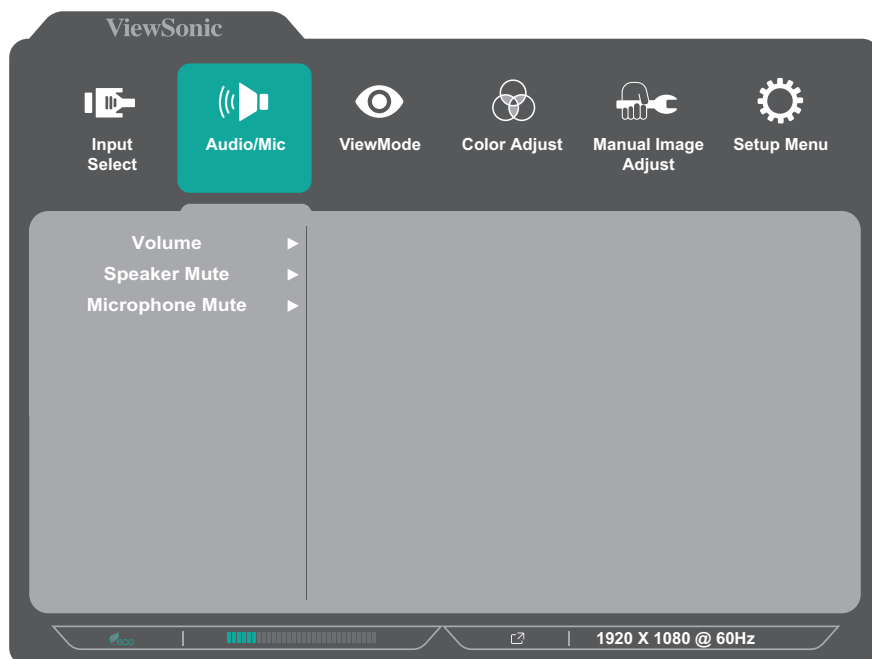 ViewSonic
Input
Select
Audio/Mic
ViewMode
Color Adjust
Manual Image
Adjust
Setup Menu
Volume
Speaker Mute
Microphone Mute
eco
1920 X 1080 @ 60Hz